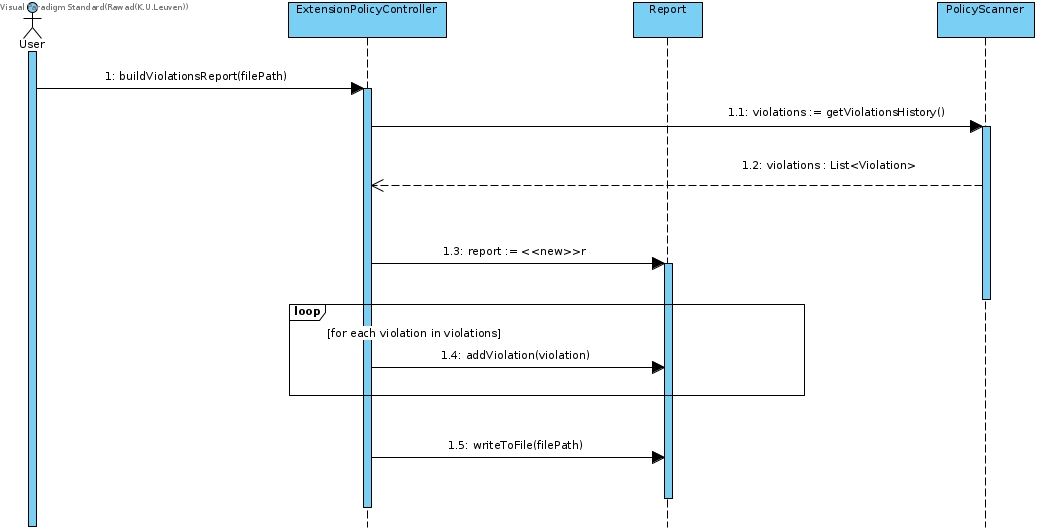 Visual Paradigm Standard(Rawad(K.U.Leuven))
User
ExtensionPolicyController
Report
PolicyScanner
1: buildViolationsReport(filePath)
1.1: violations := getViolationsHistory()
1.2: violations : List<Violation>
1.3: report := <<new>>r
loop
[for each violation in violations]
1.4: addViolation(violation)
1.5: writeToFile(filePath)